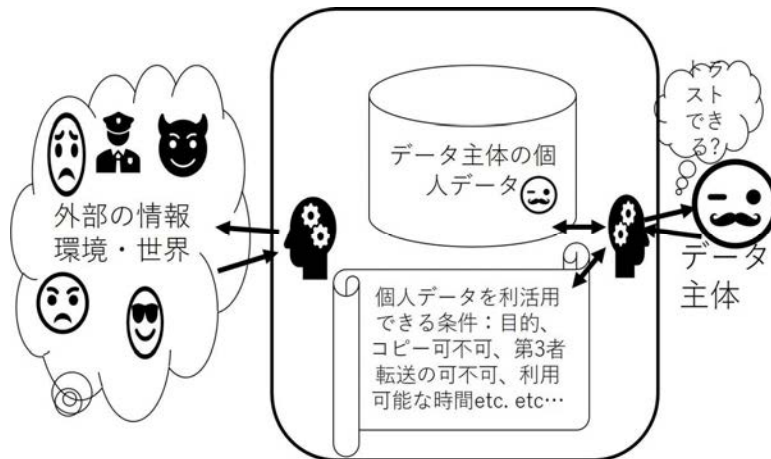 外部の情報
環境・世界
データ主体の個
人データ
個人データを利活用
できる条件：目的、
コピー可不可、第3者
転送の可不可、利用
可能な時間etc. etc…
トラ
スト
でき
る?
データ
主体